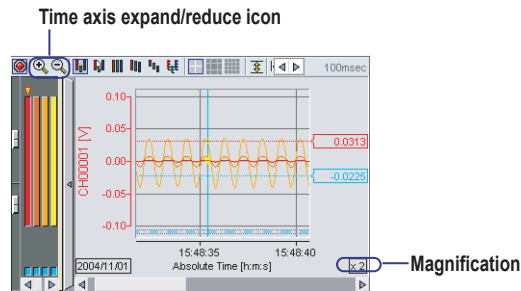 Time axis expand/reduce icon
100msec
0.10
0.05
0.00
-0.05
-0.10
CH00001 [V]
0.0313
-0.0225
15:48:35 15:48:40
2004/11/01 Absolute Time [h:m:s] x 2
Magnification